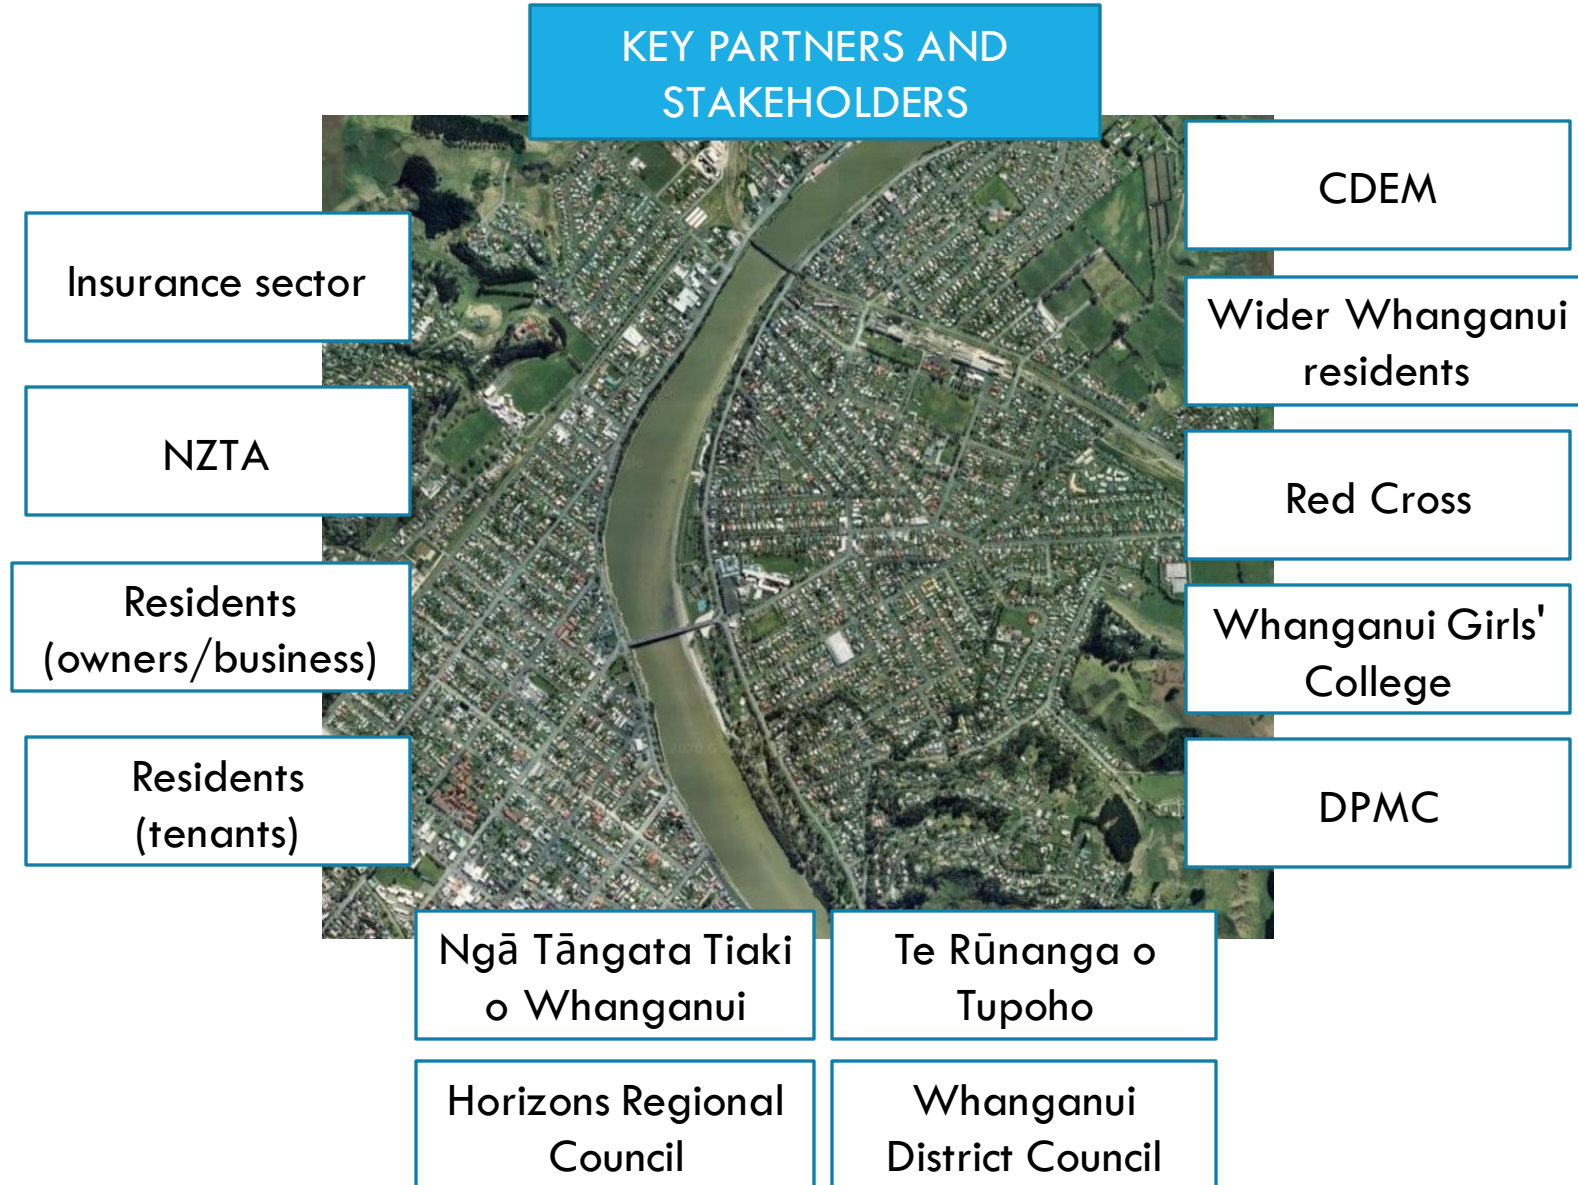 KEY PARTNERS AND
STAKEHOLDERS
Insurance sector
NZTA
Residents
(owners/business)
Residents
(tenants)
CDEM
Wider Whanganui
residents
Red Cross
Whanganui Girls'
College
DPMC
Ngā Tāngata Tiaki
o Whanganui
Te Rūnanga o
Tupoho
Horizons Regional
Council
Whanganui
District Council